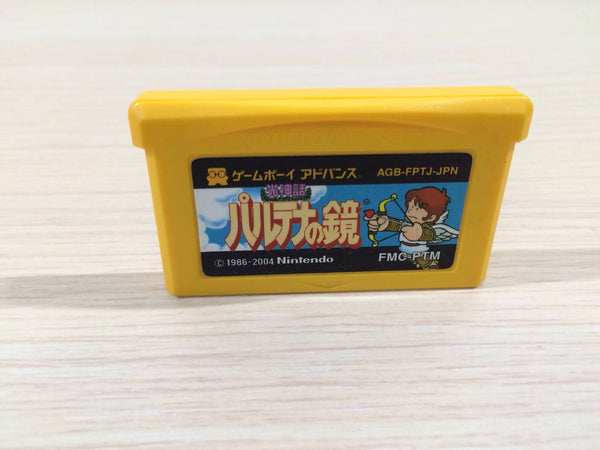 ゲームボーイ アドバンス AGB-FPTJ-JPN
光神話
パルテナの鏡
© 1986-2004 Nintendo FMC-PTM